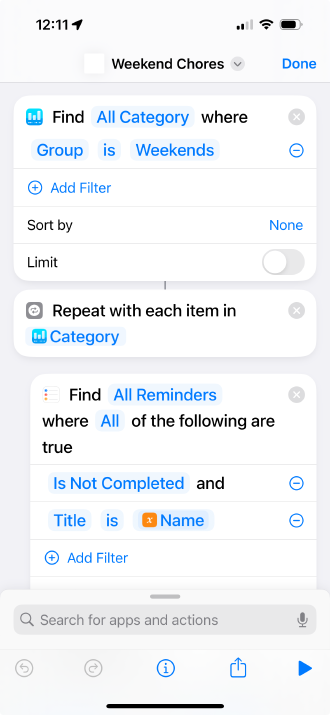 12:11
Weekend Chores
Done
Find All Category where
Group is Weekends
Add Filter
Sort by None
Limit
Repeat with each item in
Category
Find All Reminders
where All of the following are
true
Is Not Completed and
Title is x Name
Add Filter
Search for apps and actions